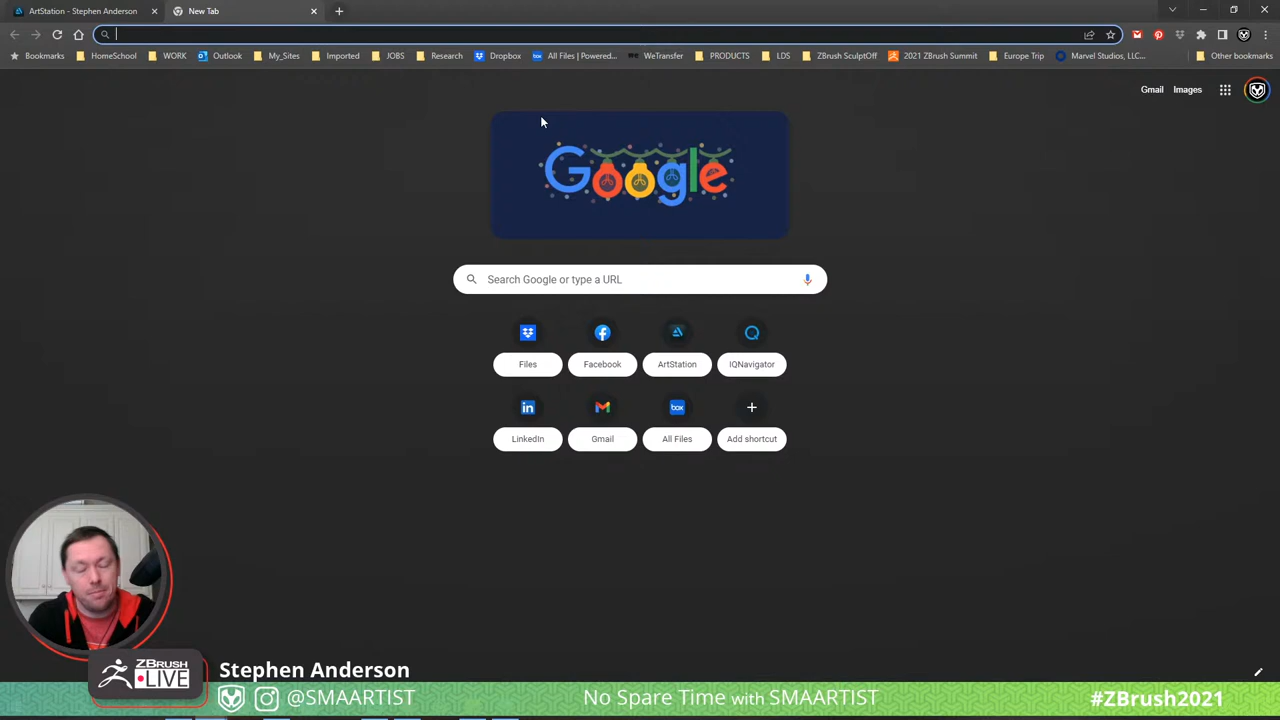 ArtStation - Stephen Anderson
New Tab
Bookmarks HomeSchool WORK Outlook My_Sites Imported JOBS Research Dropbox All Files | Powered... WeTransfer PRODUCTS LDS ZBrush SculptOff 2021 ZBrush Summit Europe Trip Marvel Studios, LLC... Other bookmarks
Gmail Images
Google
Search Google or type a URL
Files Facebook ArtStation IQNavigator
LinkedIn Gmail All Files Add shortcut
ZBRUSH
LIVE
Stephen Anderson
@SMAARTIST
No Spare Time with SMAARTIST
#ZBrush2021